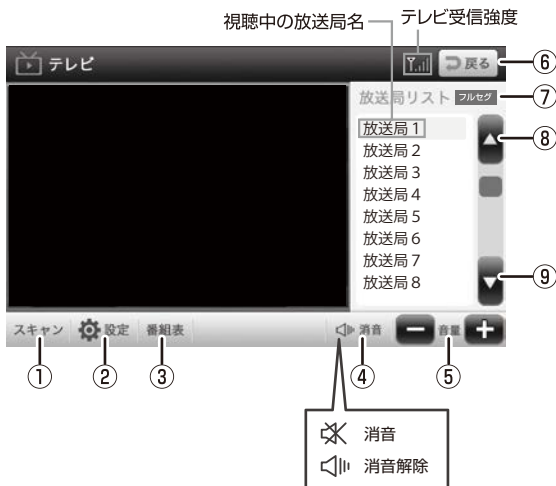 視聴中の放送局名
テレビ受信強度
テレビ
戻る
⑥
放送局リスト フルセグ
⑦
放送局1
⑧
放送局2
放送局3
放送局4
放送局5
放送局6
放送局7
放送局8
⑨
スキャン 設定 番組表 消音 音量
① ② ③ ④ ⑤
消音
消音解除